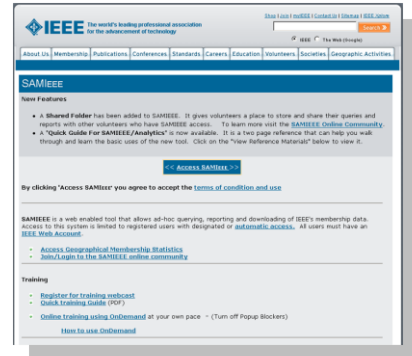 Shop | Join | myIEEE | Contact Us | Sitemap | IEEE Xplore
IEEE The world's leading professional association
for the advancement of technology
Search
IEEE The Web (Google)
About Us Membership Publications Conferences Standards Careers Education Volunteers Societies Geographic Activities
SAMIEEE
New Features
• A Shared Folder has been added to SAMIEEE. It gives volunteers a place to store and share their queries and
reports with other volunteers who have SAMIEEE access. To learn more visit the SAMIEEE Online Community.
• A "Quick Guide For SAMIEEE/Analytics" is now available. It is a two page reference that can help you walk
through and learn the basic uses of the new tool. Click on the "View Reference Materials" below to view it.
<< Access SAMIEEE >>
By clicking 'Access SAMIEEE' you agree to accept the terms of condition and use
SAMIEEE is a web enabled tool that allows ad-hoc querying, reporting and downloading of IEEE's membership data.
Access to this system is limited to registered users with designated or automatic access. All users must have an
IEEE Web Account.
• Access Geographical Membership Statistics
• Join/Login to the SAMIEEE online community
Training
• Register for training webcast
• Quick training Guide (PDF)
• Online training using OnDemand at your own pace - (Turn off Popup Blockers)
How to use OnDemand